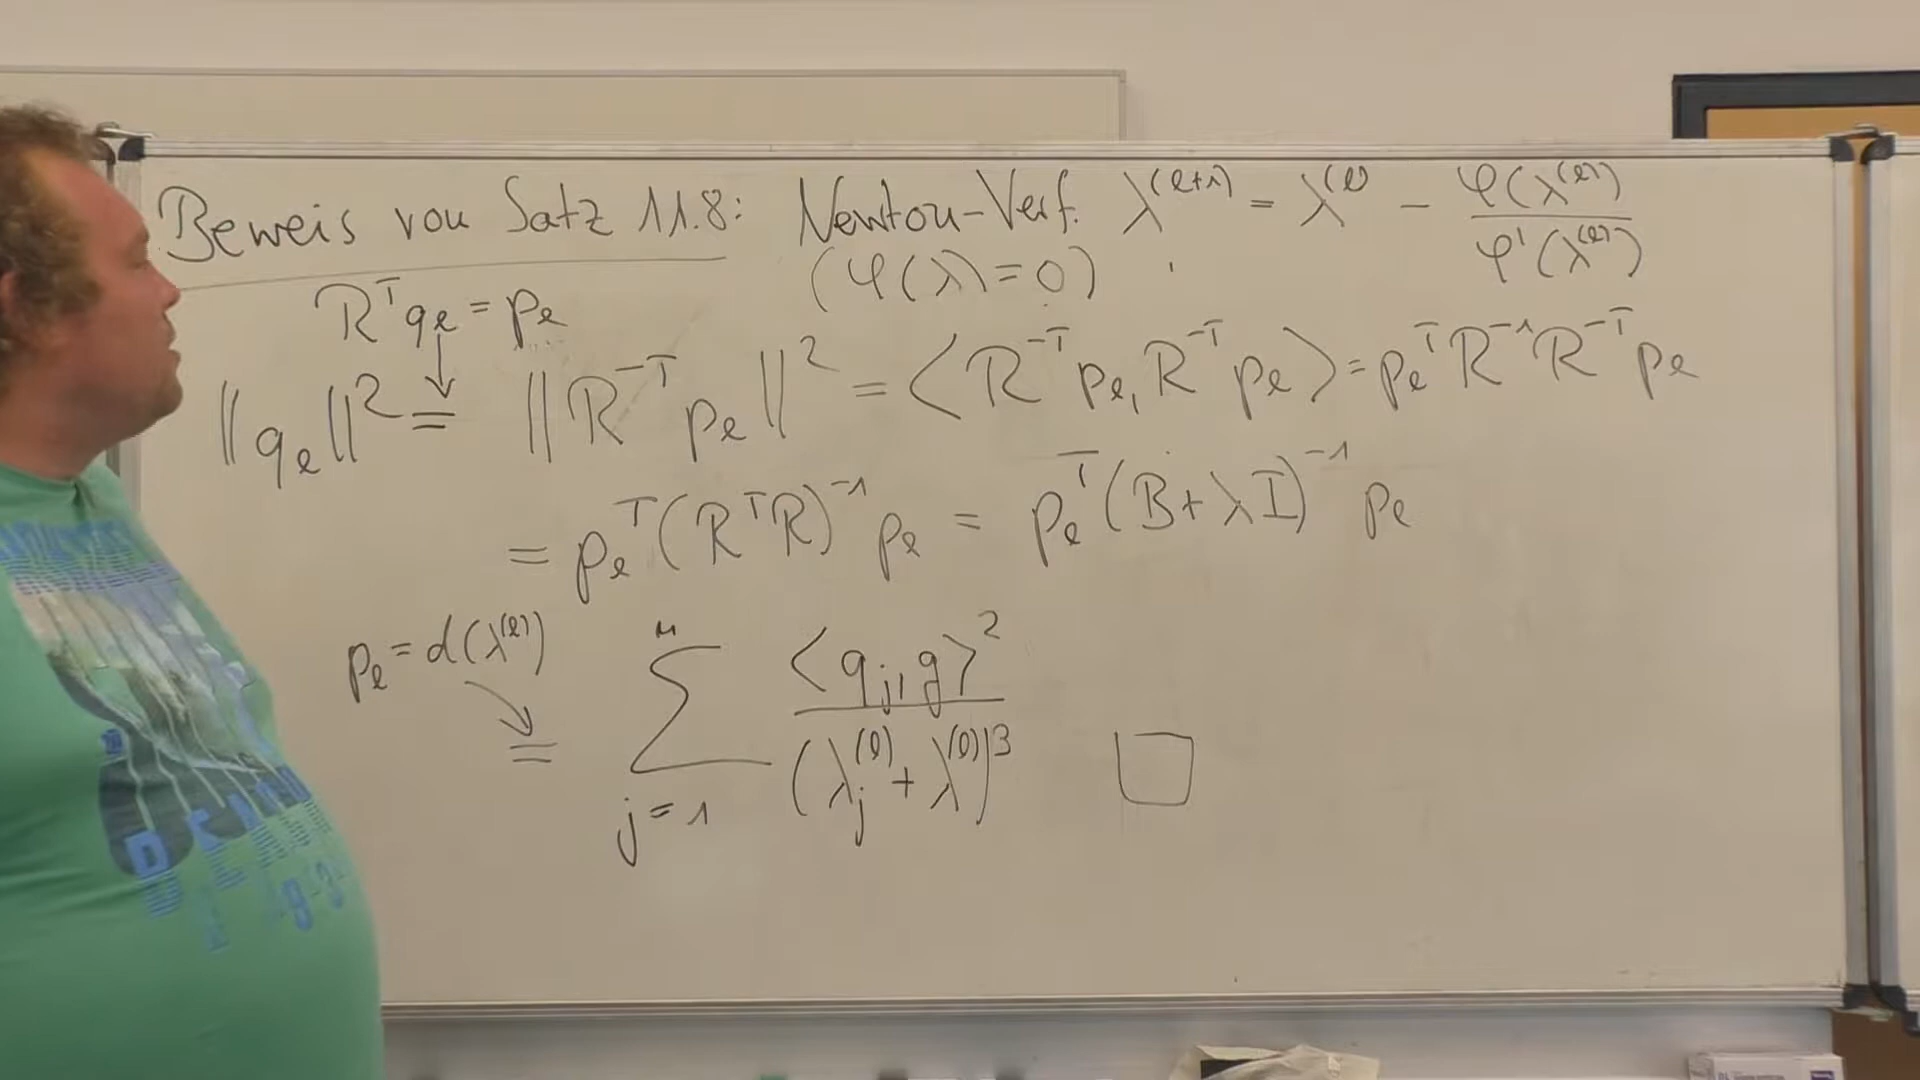 Beweis von Satz 11.8: Newton-Verf. λ^(ℓ+1) = λ^(ℓ) - φ(λ^(ℓ)) / φ'(λ^(ℓ))
(φ(λ)=0)
R^T q_ℓ = p_ℓ
||q_ℓ||² = ||R^-T p_ℓ||² = ⟨R^-T p_ℓ, R^-T p_ℓ⟩ = p_ℓ^T R^-1 R^-T p_ℓ
= p_ℓ^T (R^T R)^-1 p_ℓ = p_ℓ^T (B + λI)^-1 p_ℓ
p_ℓ = d(λ^(ℓ))
= ∑_{j=1}^{n} ⟨q_j, g⟩² / (λ_j^(ℓ) + λ^(ℓ))³ □